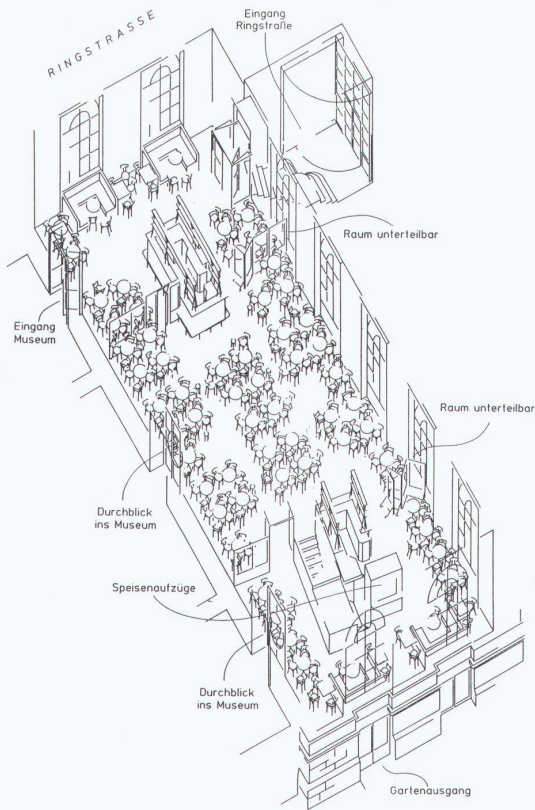 Eingang
Ringstraße
RINGSTRASSE
Raum unterteilbar
Eingang
Museum
Raum unterteilbar
Durchblick
ins Museum
Speisenaufzüge
Durchblick
ins Museum
Gartenausgang